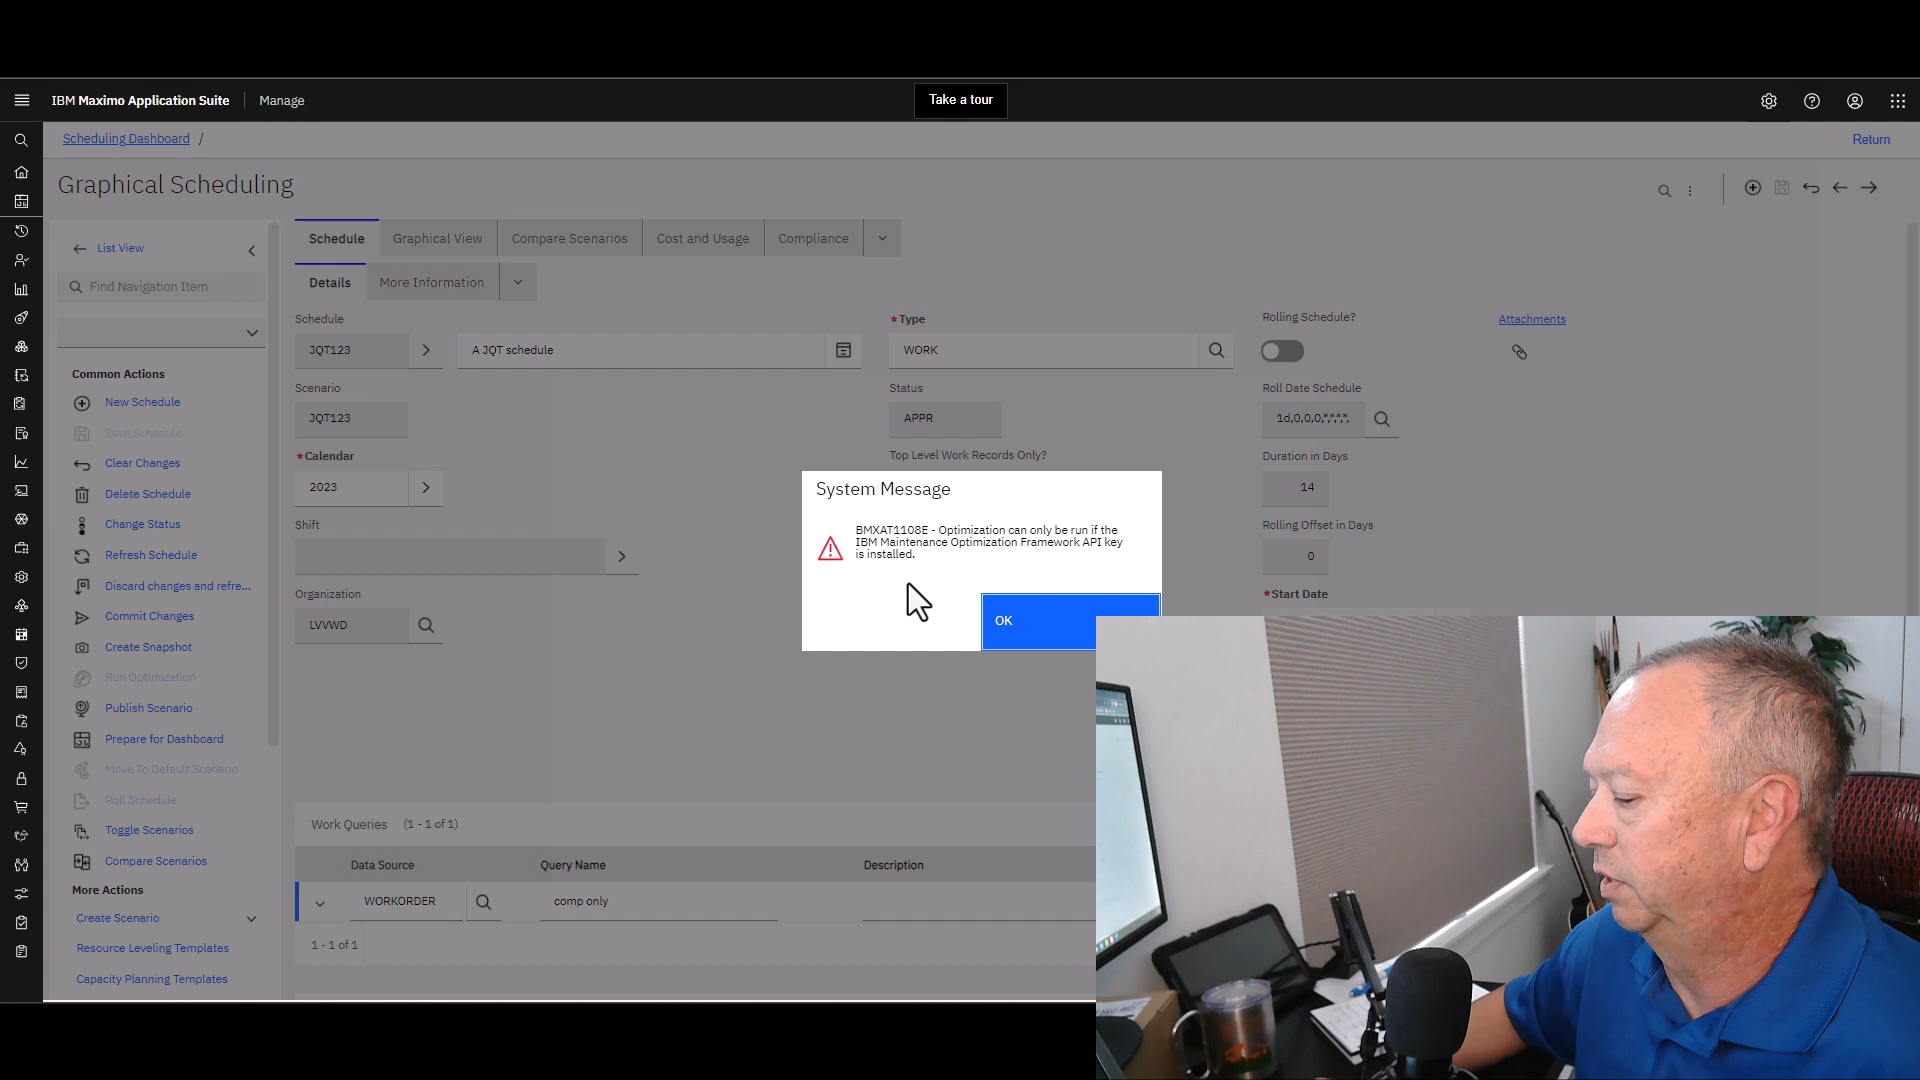 IBM Maximo Application Suite Manage
Take a tour
Scheduling Dashboard /
Return
Graphical Scheduling
List View
Find Navigation Item
Common Actions
New Schedule
Save Schedule
Clear Changes
Delete Schedule
Change Status
Refresh Schedule
Discard changes and refre...
Commit Changes
Create Snapshot
Run Optimization
Publish Scenario
Prepare for Dashboard
Move To Default Scenario
Roll Schedule
Toggle Scenarios
Compare Scenarios
More Actions
Create Scenario
Resource Leveling Templates
Capacity Planning Templates
Schedule Graphical View Compare Scenarios Cost and Usage Compliance
Details More Information
Schedule
JQT123
A JQT schedule
Scenario
JQT123
*Calendar
2023
Shift
Organization
LVVWD
*Type
WORK
Status
APPR
Top Level Work Records Only?
Rolling Schedule?
Roll Date Schedule
1d,0,0,0,*,*,*,*,
Duration in Days
14
Rolling Offset in Days
0
*Start Date
Attachments
System Message
BMXAT1108E - Optimization can only be run if the
IBM Maintenance Optimization Framework API key
is installed.
OK
Work Queries (1 - 1 of 1)
Data Source Query Name Description
WORKORDER comp only
1 - 1 of 1